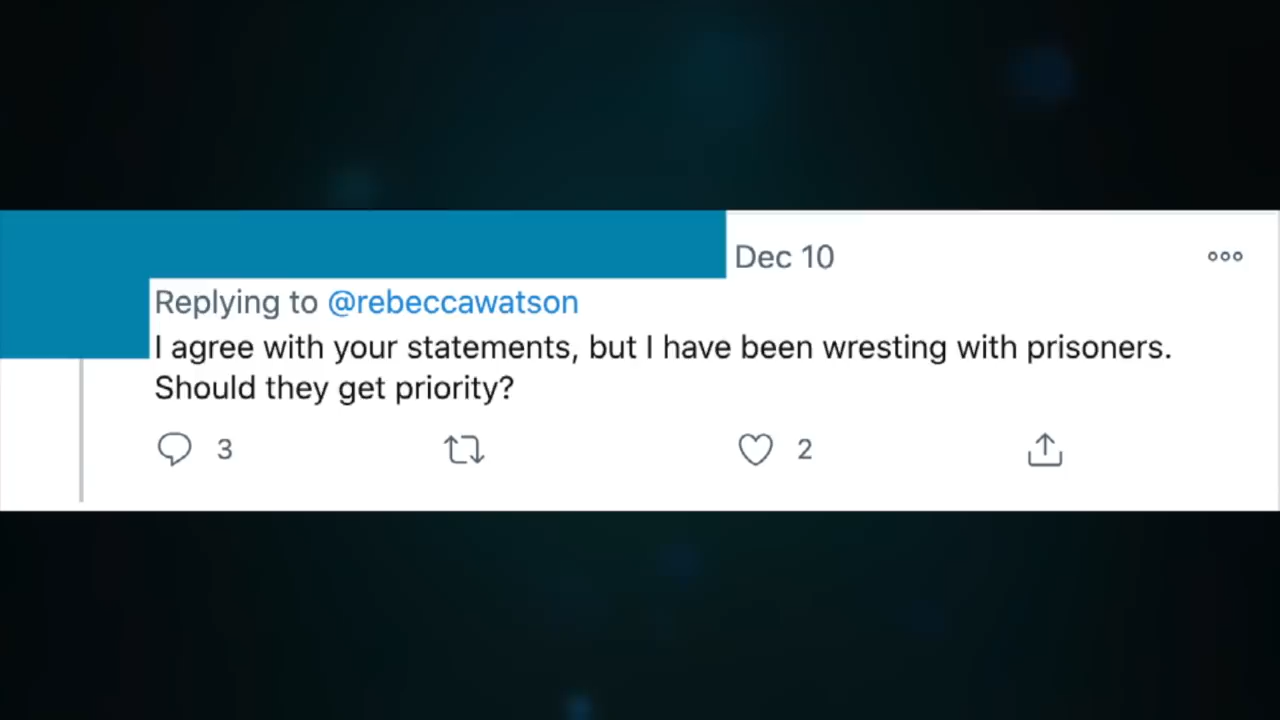 Dec 10
Replying to @rebeccawatson
I agree with your statements, but I have been wresting with prisoners.
Should they get priority?
3 2